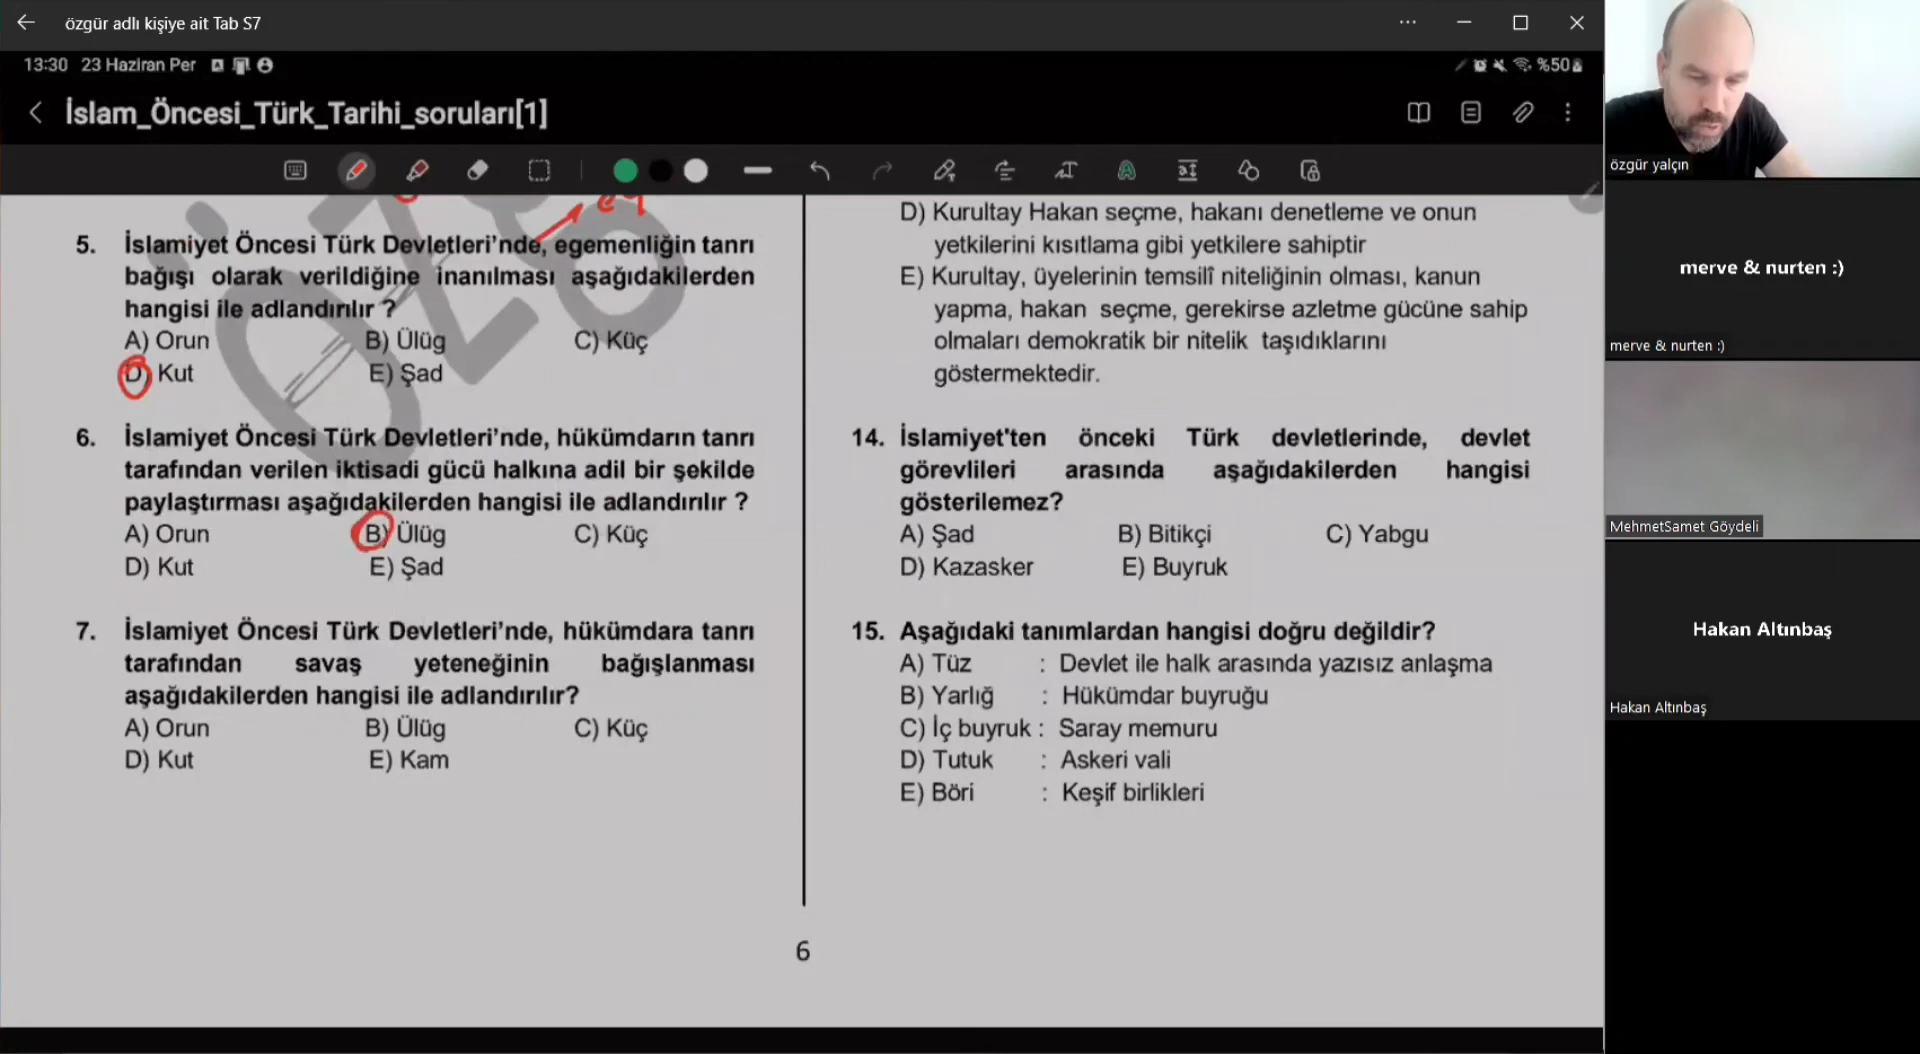 özgür adlı kişiye ait Tab S7
13:30 23 Haziran Per
%50
İslam_Öncesi_Türk_Tarihi_soruları[1]
5. İslamiyet Öncesi Türk Devletleri’nde, egemenliğin tanrı
bağışı olarak verildiğine inanılması aşağıdakilerden
hangisi ile adlandırılır ?
A) Orun B) Ülüg C) Küç
D) Kut E) Şad
6. İslamiyet Öncesi Türk Devletleri’nde, hükümdarın tanrı
tarafından verilen iktisadi gücü halkına adil bir şekilde
paylaştırması aşağıdakilerden hangisi ile adlandırılır ?
A) Orun B) Ülüg C) Küç
D) Kut E) Şad
7. İslamiyet Öncesi Türk Devletleri’nde, hükümdara tanrı
tarafından savaş yeteneğinin bağışlanması
aşağıdakilerden hangisi ile adlandırılır?
A) Orun B) Ülüg C) Küç
D) Kut E) Kam
D) Kurultay Hakan seçme, hakanı denetleme ve onun
yetkilerini kısıtlama gibi yetkilere sahiptir
E) Kurultay, üyelerinin temsilî niteliğinin olması, kanun
yapma, hakan seçme, gerekirse azletme gücüne sahip
olmaları demokratik bir nitelik taşıdıklarını
göstermektedir.
14. İslamiyet'ten önceki Türk devletlerinde, devlet
görevlileri arasında aşağıdakilerden hangisi
gösterilemez?
A) Şad B) Bitikçi C) Yabgu
D) Kazasker E) Buyruk
15. Aşağıdaki tanımlardan hangisi doğru değildir?
A) Tüz : Devlet ile halk arasında yazısız anlaşma
B) Yarlığ : Hükümdar buyruğu
C) İç buyruk : Saray memuru
D) Tutuk : Askeri vali
E) Böri : Keşif birlikleri
6
özgür yalçın
merve & nurten :)
merve & nurten :)
MehmetSamet Göydeli
Hakan Altınbaş
Hakan Altınbaş